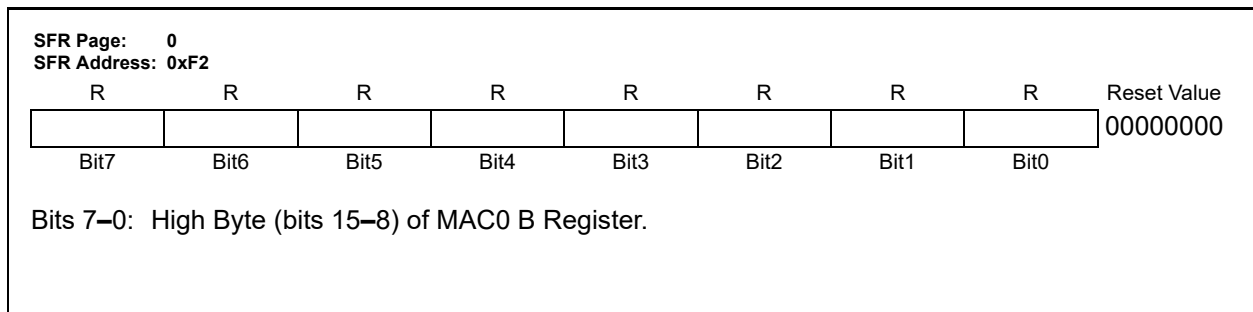 SFR Page: 0
SFR Address: 0xF2
R R R R R R R R Reset Value
00000000
Bit7 Bit6 Bit5 Bit4 Bit3 Bit2 Bit1 Bit0
Bits 7–0: High Byte (bits 15–8) of MAC0 B Register.